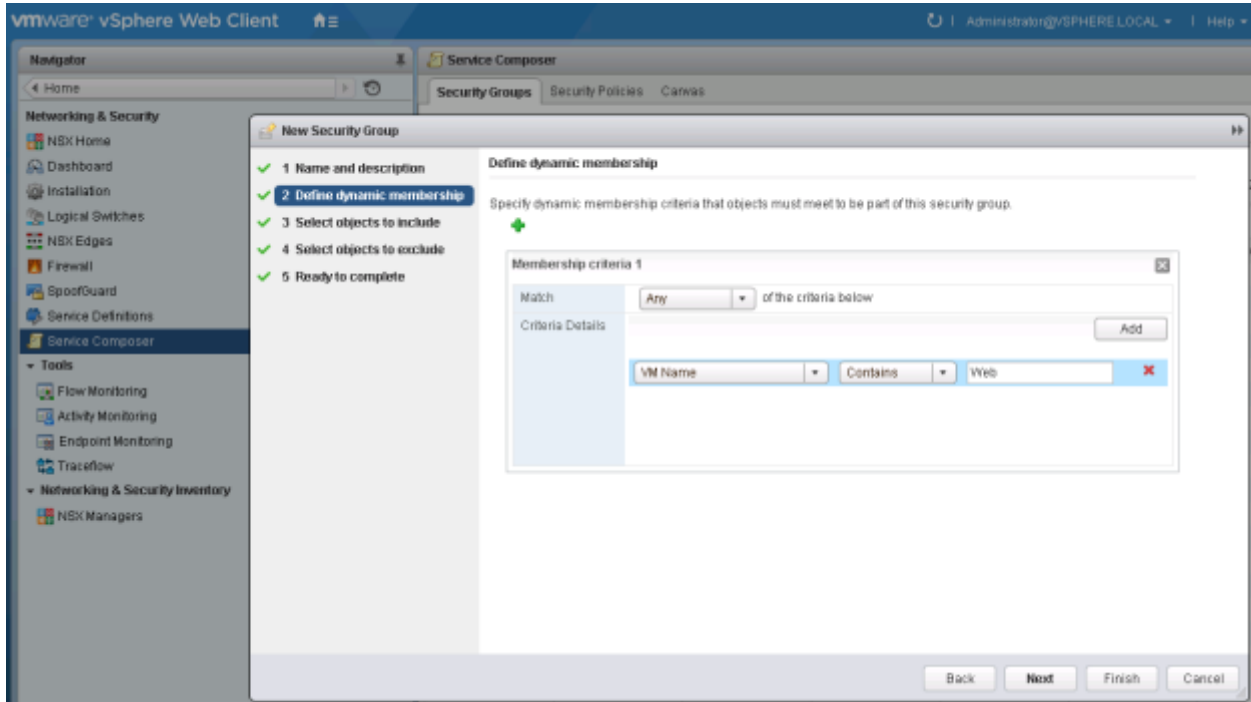 vmware® vSphere Web Client
Administrator@VSPHERE.LOCAL
Help
Navigator
Home
Networking & Security
NSX Home
Dashboard
Installation
Logical Switches
NSX Edges
Firewall
SpoofGuard
Service Definitions
Service Composer
Tools
Flow Monitoring
Activity Monitoring
Endpoint Monitoring
Traceflow
Networking & Security Inventory
NSX Managers
Service Composer
Security Groups Security Policies Canvas
New Security Group
1 Name and description
2 Define dynamic membership
3 Select objects to include
4 Select objects to exclude
5 Ready to complete
Define dynamic membership
Specify dynamic membership criteria that objects must meet to be part of this security group.
Membership criteria 1
Match Any of the criteria below
Criteria Details Add
VM Name Contains Web
Back Next Finish Cancel